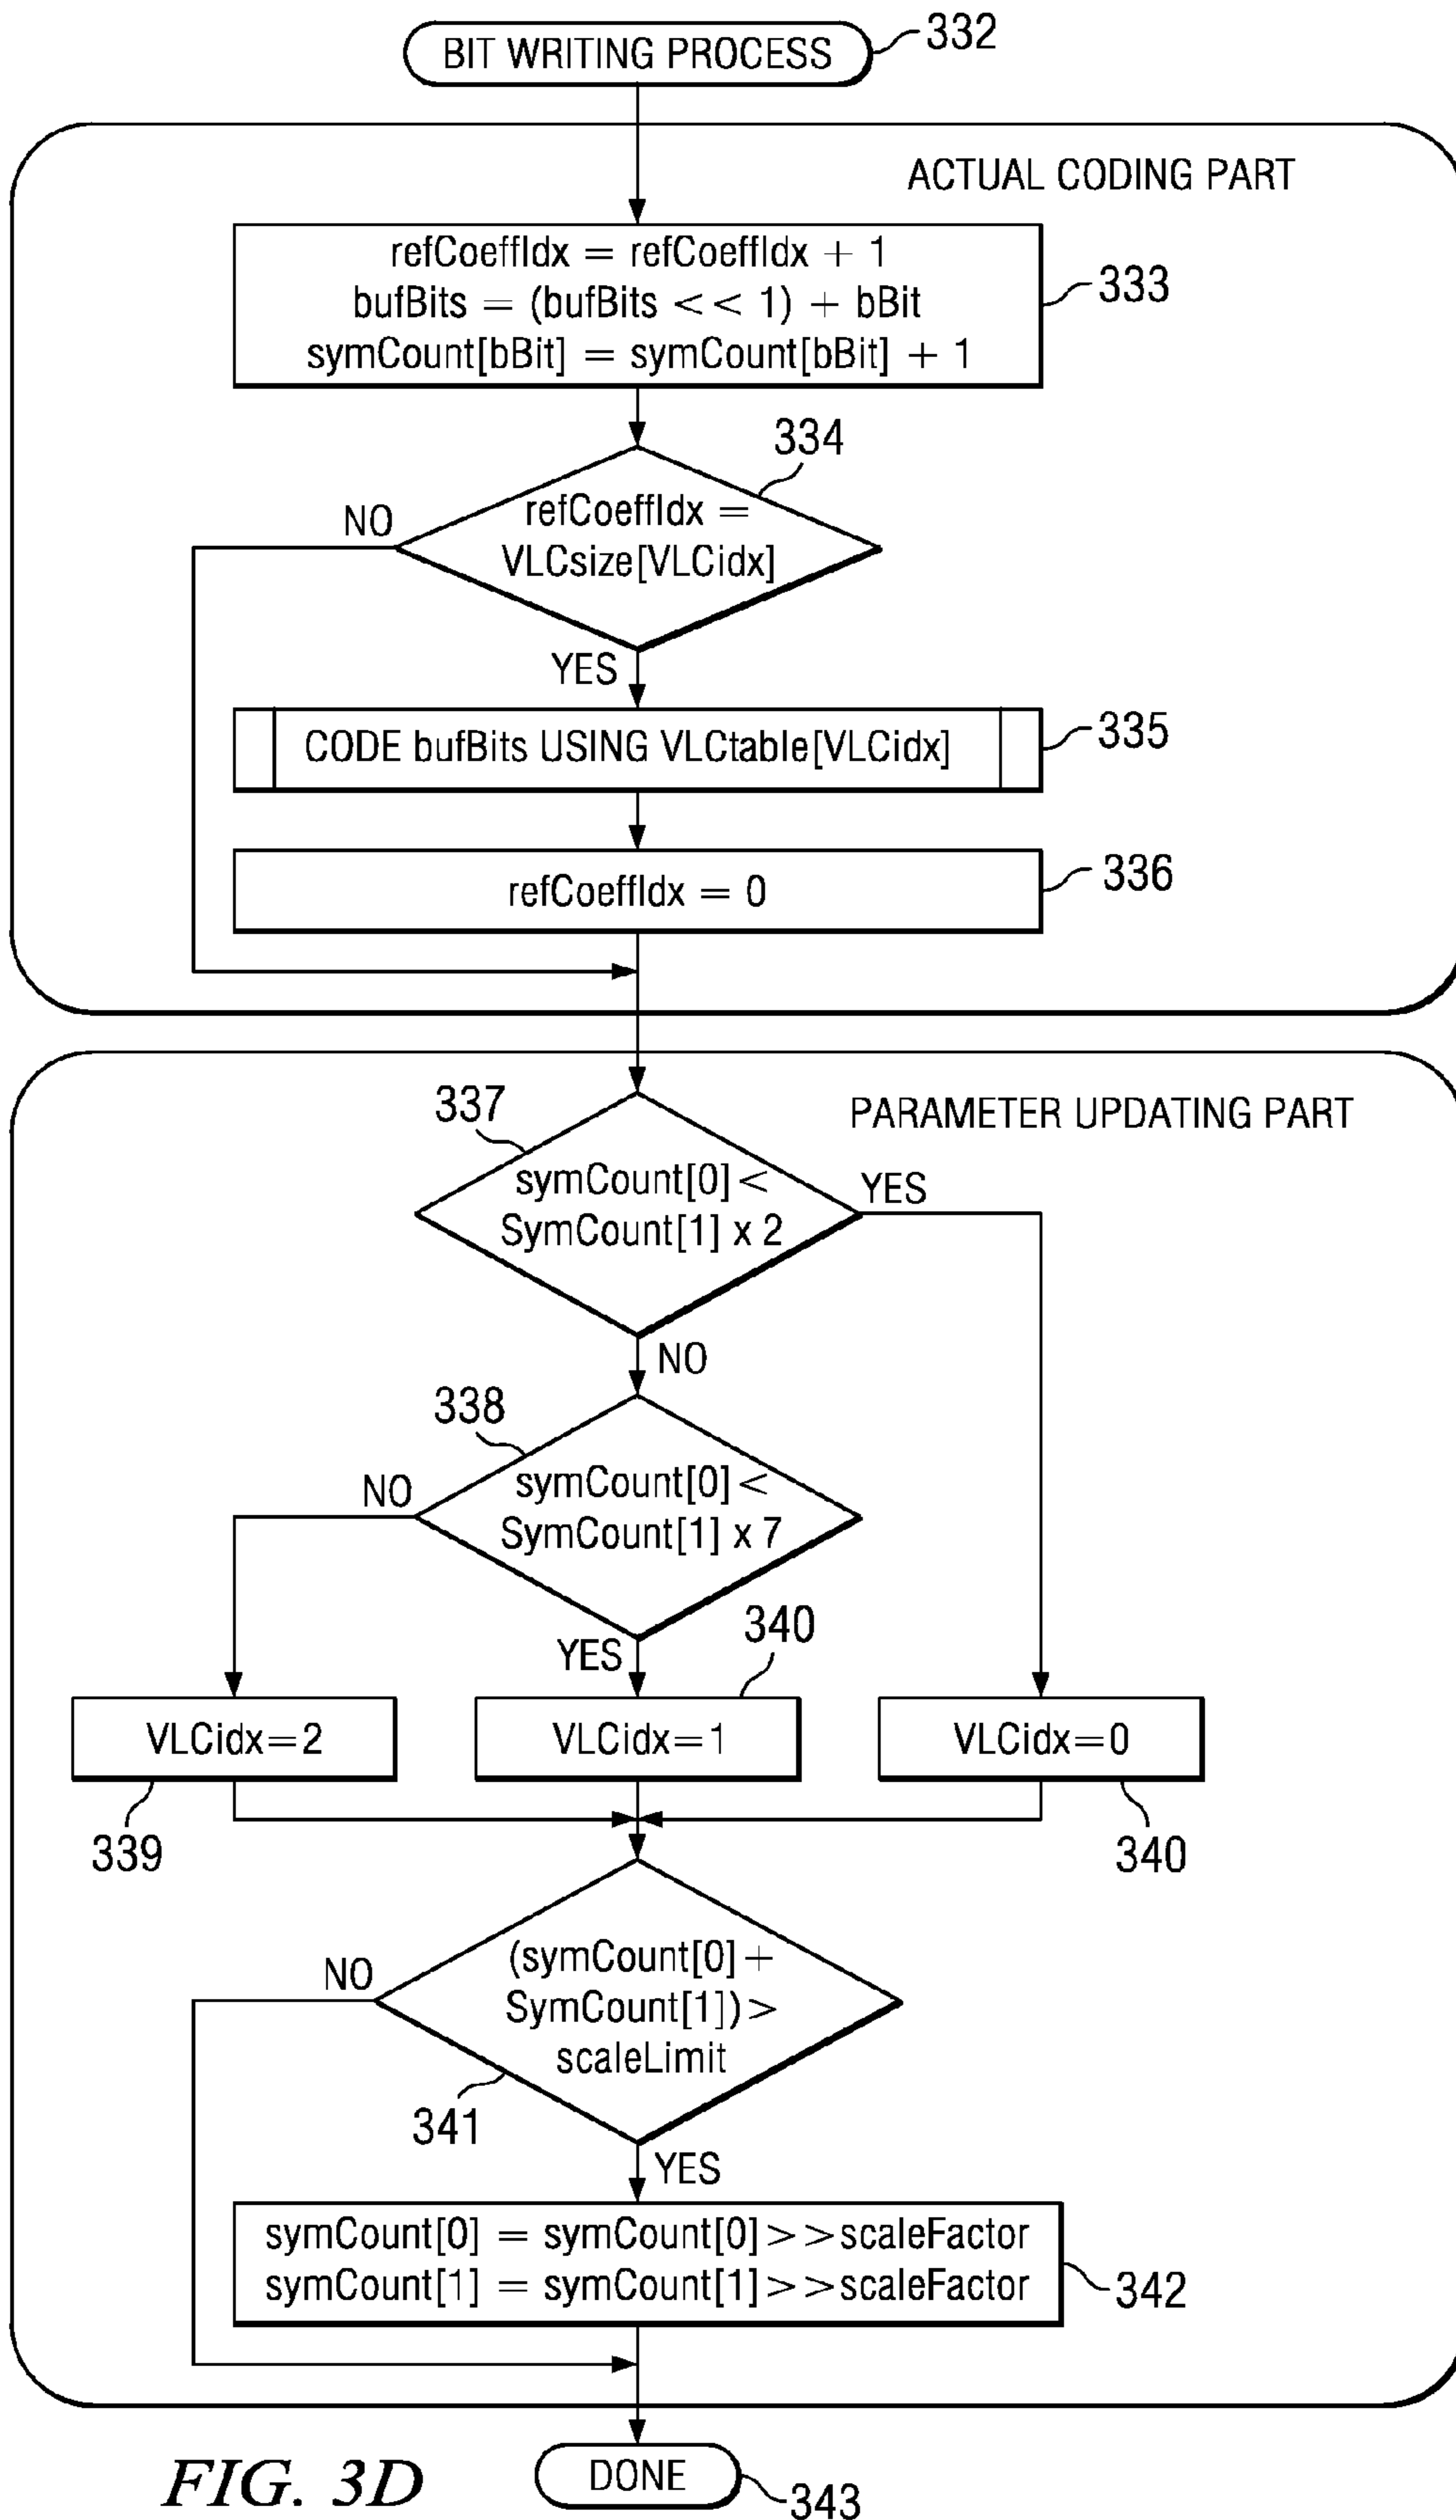 BIT WRITING PROCESS
332
ACTUAL CODING PART
refCoeffIdx = refCoeffIdx + 1
bufBits = (bufBits << 1) + bBit
symCount[bBit] = symCount[bBit] + 1
333
334
refCoeffIdx =
VLCsize[VLCidx]
NO
YES
CODE bufBits USING VLCtable[VLCidx]
335
refCoeffIdx = 0
336
PARAMETER UPDATING PART
337
symCount[0] <
SymCount[1] x 2
YES
NO
338
symCount[0] <
SymCount[1] x 7
NO
YES
340
VLCidx=2
VLCidx=1
VLCidx=0
339
340
(symCount[0] +
SymCount[1]) >
scaleLimit
NO
341
YES
symCount[0] = symCount[0]>>scaleFactor
symCount[1] = symCount[1]>>scaleFactor
342
DONE
343
FIG. 3D